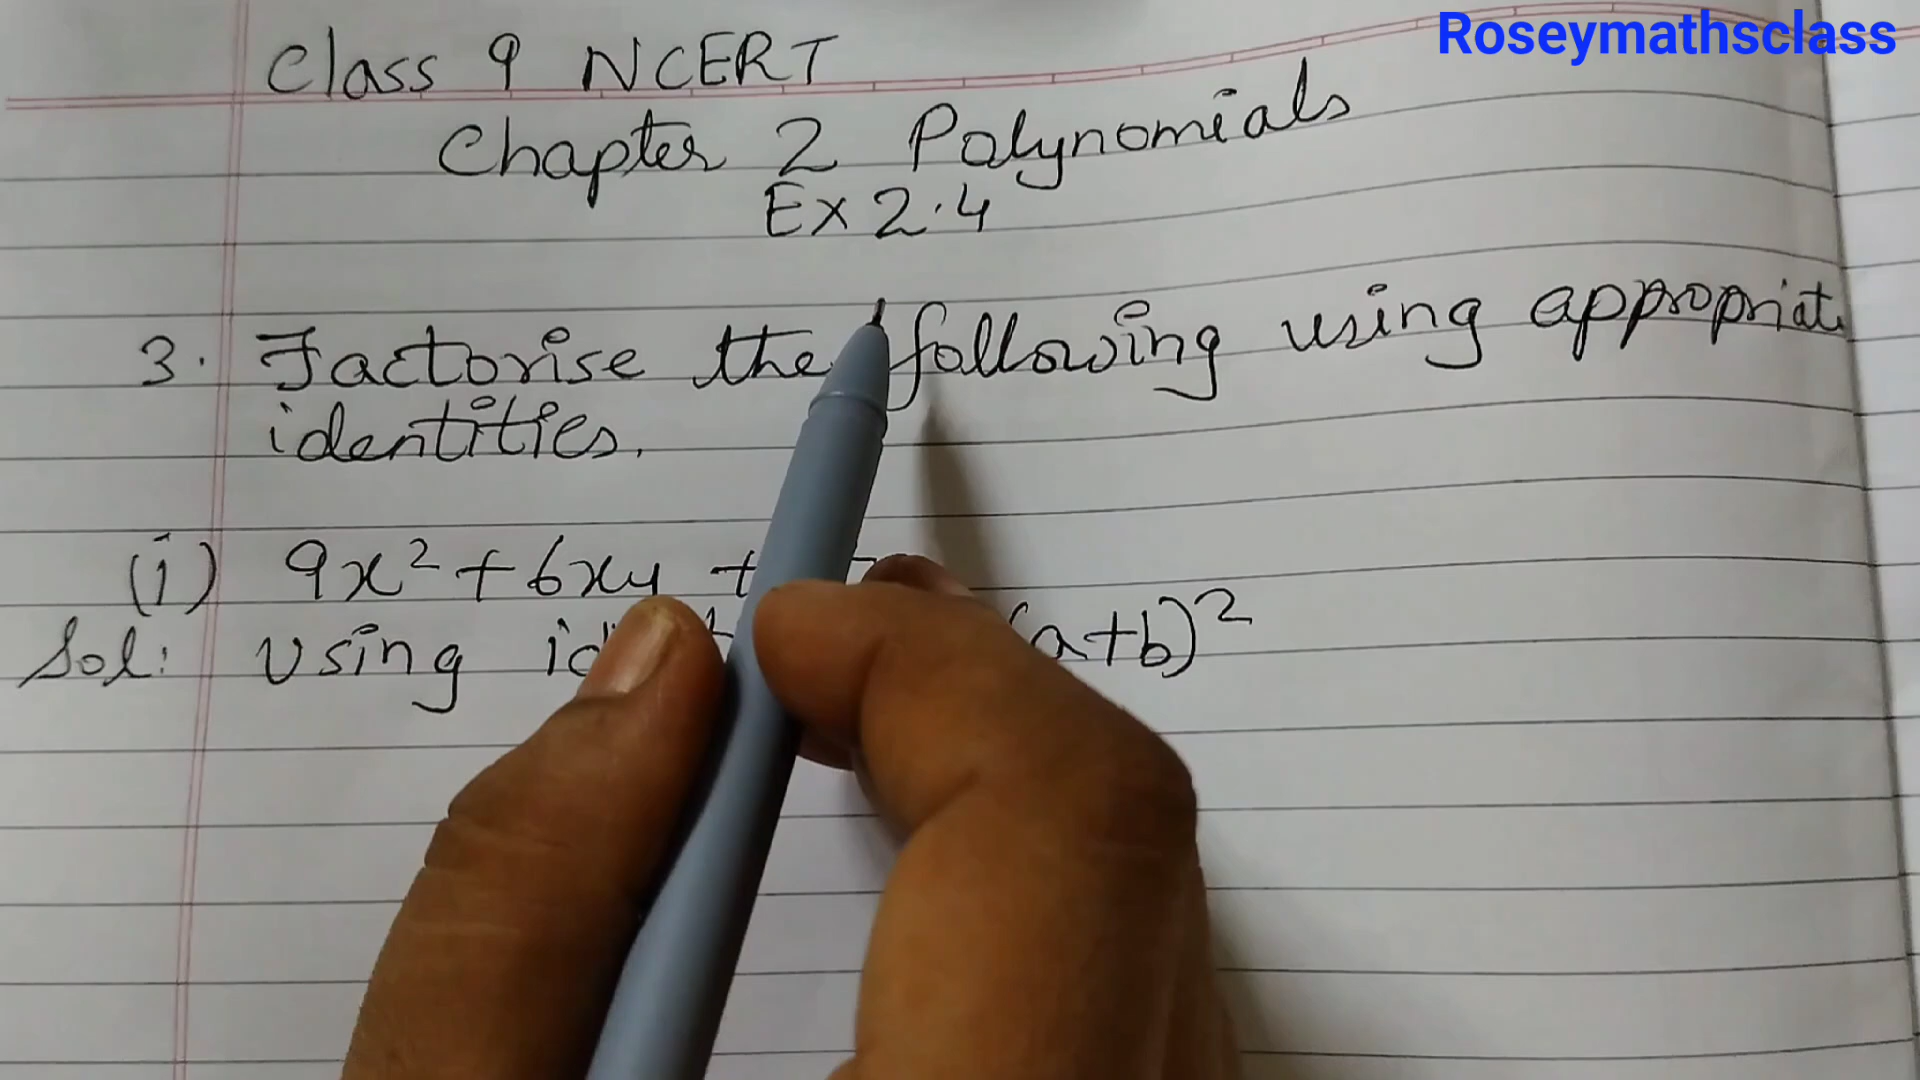 Roseymathsclass
Class 9 NCERT
Chapter 2 Polynomials
Ex 2.4
3. Factorise the following using appropriate
identities.
(i) 9x² + 6xy +
Sol: Using (a+b)²